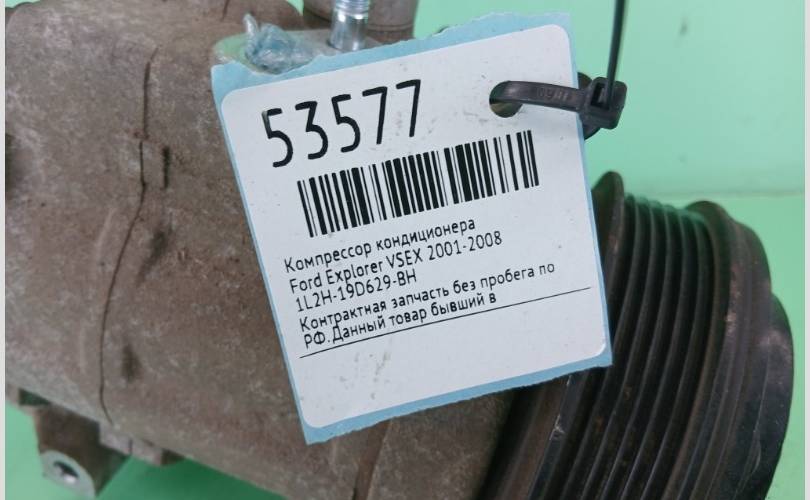 53577
Компрессор кондиционера
Ford Explorer VSEX 2001-2008
1L2H-19D629-BH
Контрактная запчасть без пробега по
РФ.Данный товар бывший в